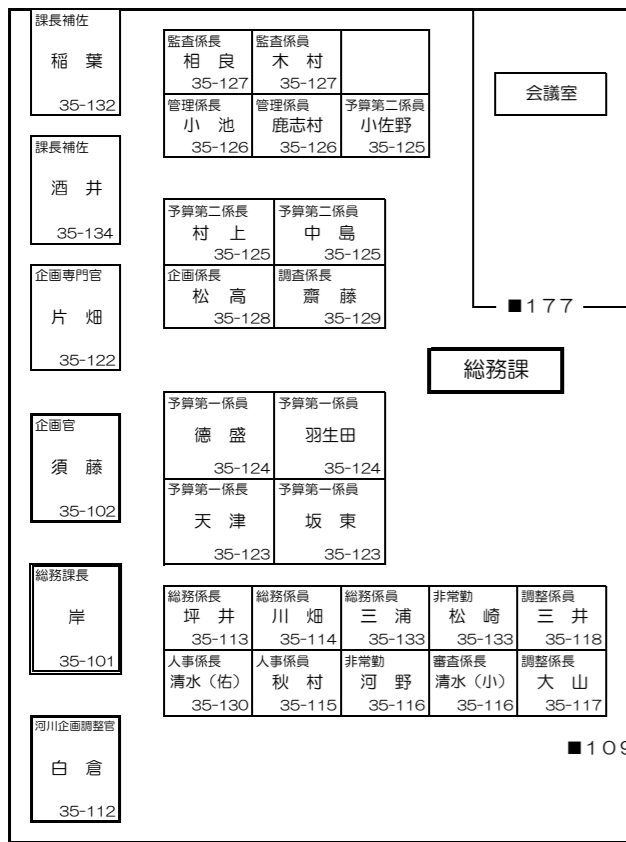 課長補佐
稲　葉
35-132
課長補佐
酒　井
35-134
企画専門官
片　畑
35-122
企画官
須　藤
35-102
総務課長
岸
35-101
河川企画調整官
白　倉
35-112
監査係長　監査係員
相　良　木　村
35-127　35-127
管理係長　管理係員　予算第二係員
小　池　鹿志村　小佐野
35-126　35-126　35-125
予算第二係長　予算第二係員
村　上　中　島
35-125　35-125
企画係長　調査係長
松　高　齋　藤
35-128　35-129
予算第一係員　予算第一係員
德　盛　羽生田
35-124　35-124
予算第一係長　予算第一係員
天　津　坂　東
35-123　35-123
総務係長　総務係員　総務係員　非常勤　調整係員
坪　井　川　畑　三　浦　松　崎　三　井
35-113　35-114　35-133　35-133　35-118
人事係長　人事係員　非常勤　審査係長　調整係長
清水（佑）　秋　村　河　野　清水（小）　大　山
35-130　35-115　35-116　35-116　35-117
会議室
■177
総務課
■109